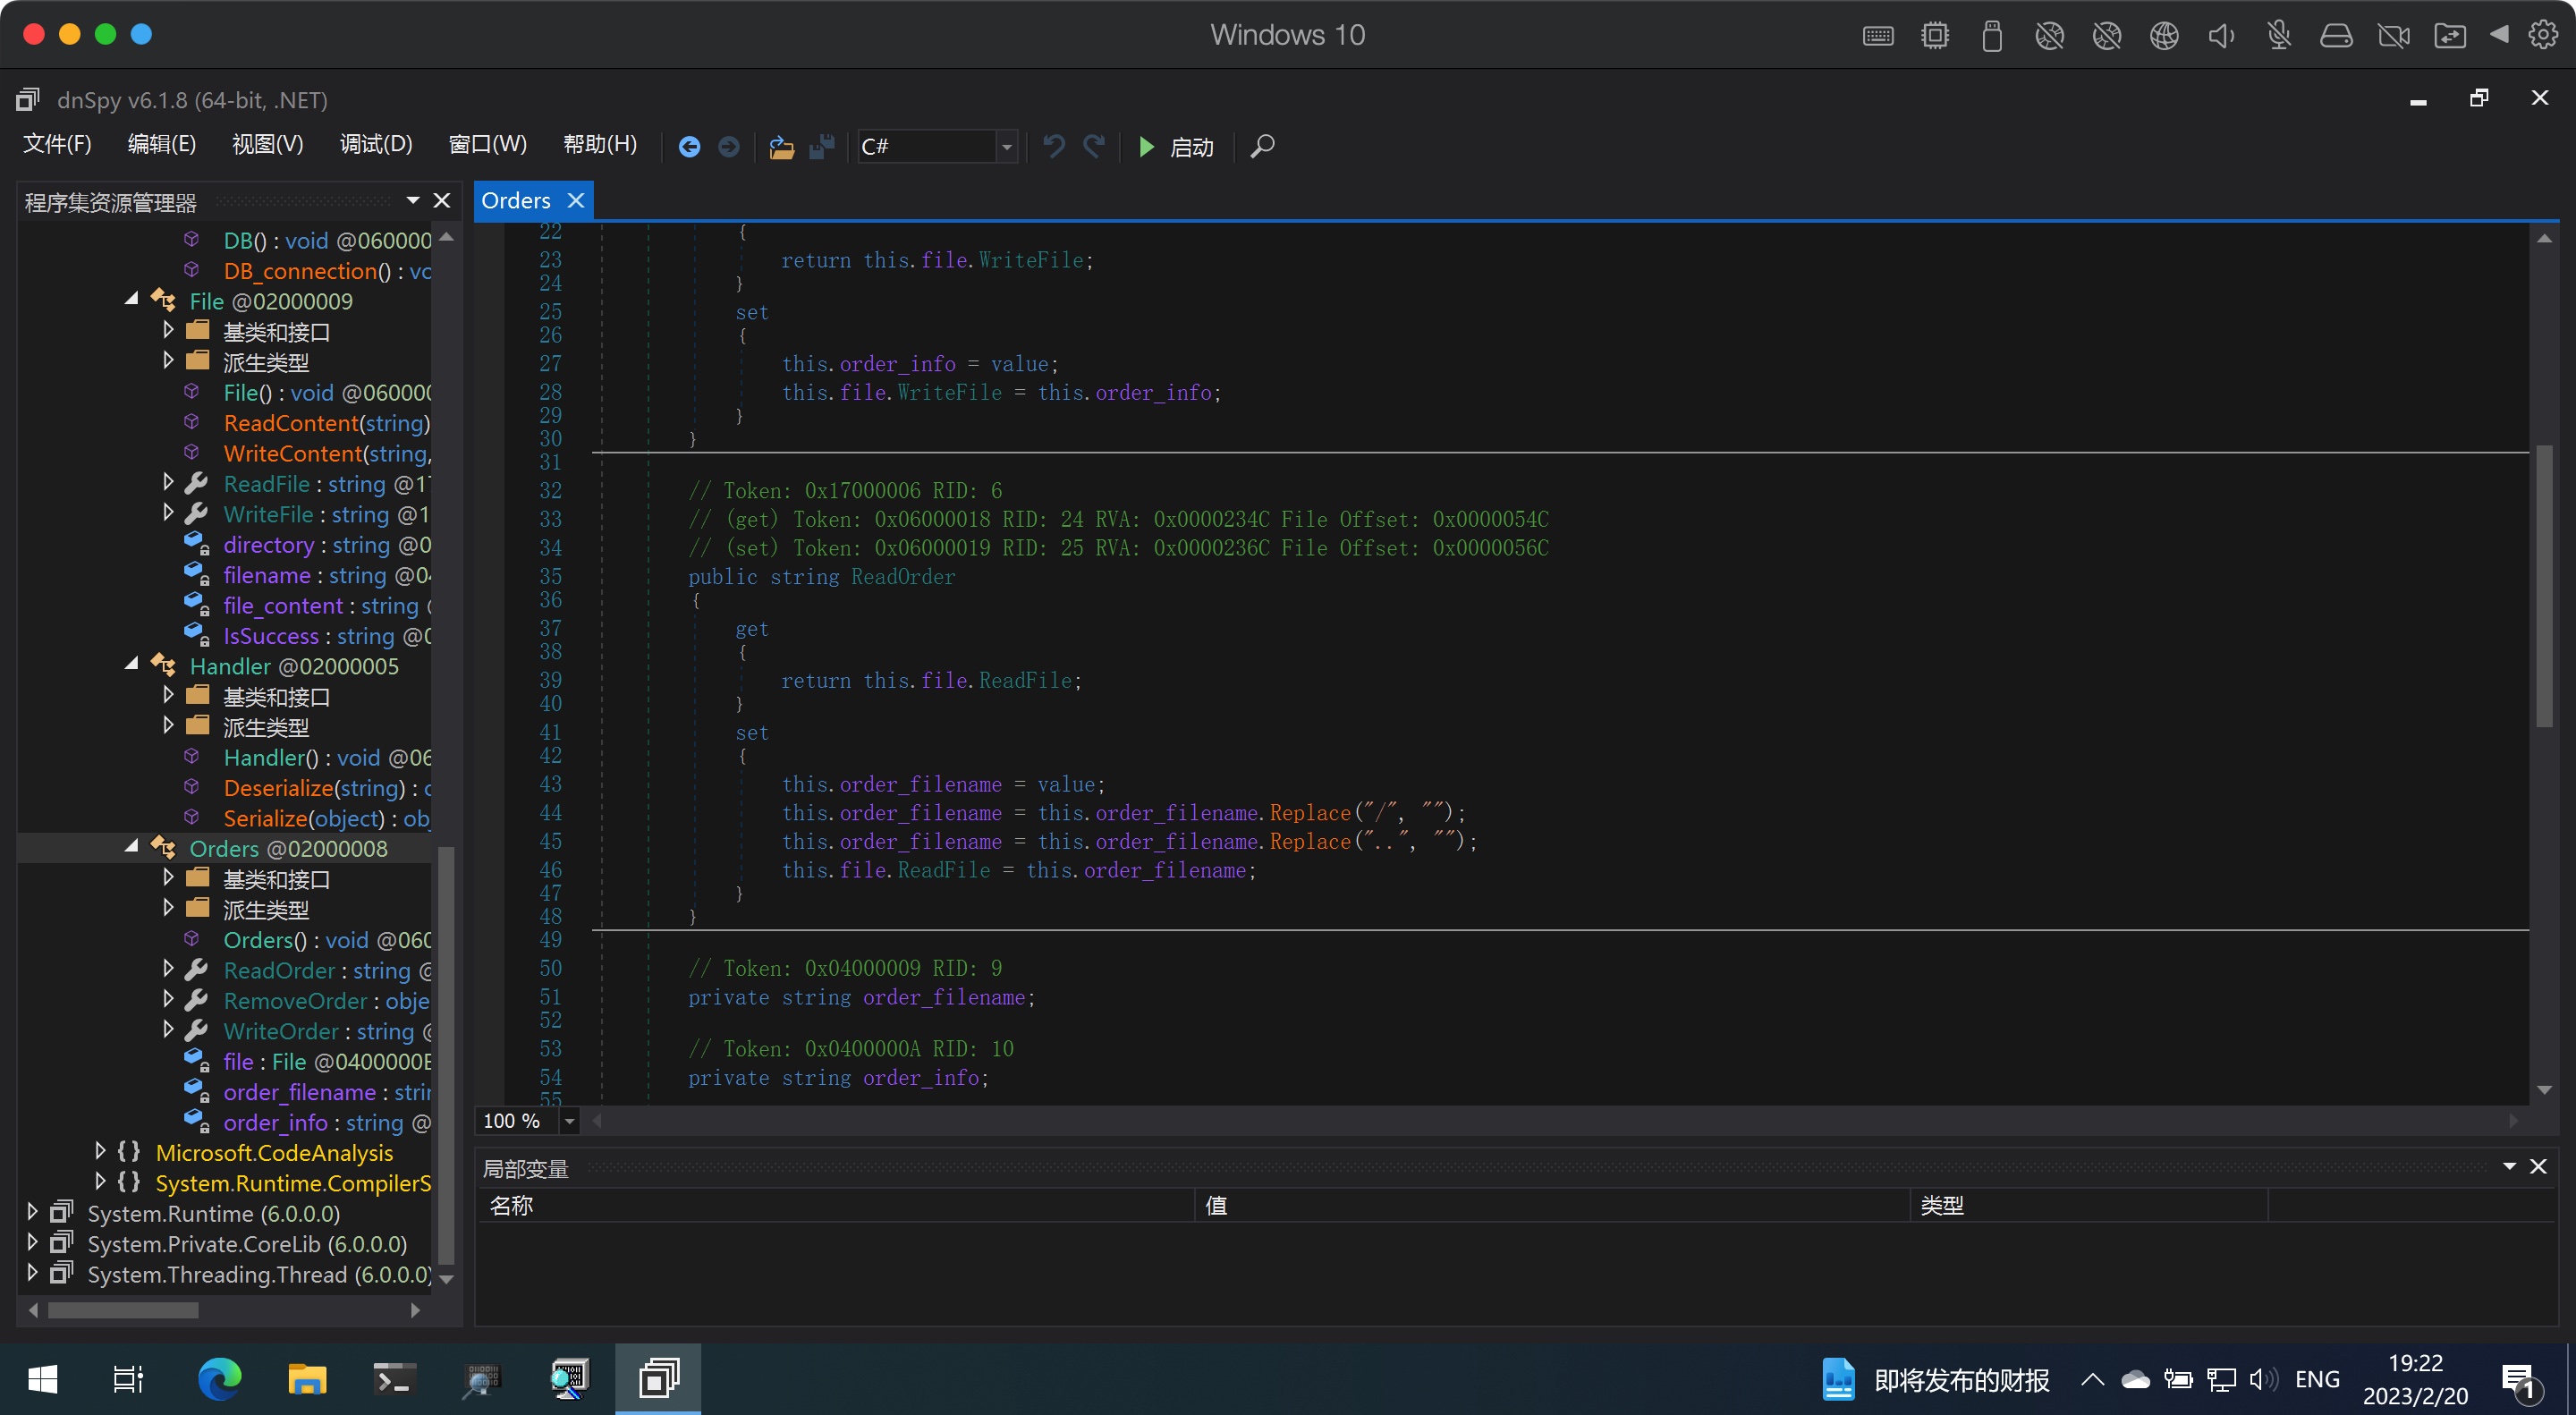 Windows 10
dnSpy v6.1.8 (64-bit, .NET)
文件(F) 编辑(E) 视图(V) 调试(D) 窗口(W) 帮助(H) C# 启动
程序集资源管理器
DB() : void @060000
DB_connection() : vo
File @02000009
基类和接口
派生类型
File() : void @060000
ReadContent(string)
WriteContent(string,
ReadFile : string @17
WriteFile : string @1
directory : string @0
filename : string @04
file_content : string (
IsSuccess : string @0
Handler @02000005
基类和接口
派生类型
Handler() : void @06
Deserialize(string) : o
Serialize(object) : obj
Orders @02000008
基类和接口
派生类型
Orders() : void @060
ReadOrder : string @
RemoveOrder : obje
WriteOrder : string @
file : File @0400000B
order_filename : strin
order_info : string @
Microsoft.CodeAnalysis
System.Runtime.CompilerS
System.Runtime (6.0.0.0)
System.Private.CoreLib (6.0.0.0)
System.Threading.Thread (6.0.0.0)
Orders
22 {
23 return this.file.WriteFile;
24 }
25 set
26 {
27 this.order_info = value;
28 this.file.WriteFile = this.order_info;
29 }
30 }
31
32 // Token: 0x17000006 RID: 6
33 // (get) Token: 0x06000018 RID: 24 RVA: 0x0000234C File Offset: 0x0000054C
34 // (set) Token: 0x06000019 RID: 25 RVA: 0x0000236C File Offset: 0x0000056C
35 public string ReadOrder
36 {
37 get
38 {
39 return this.file.ReadFile;
40 }
41 set
42 {
43 this.order_filename = value;
44 this.order_filename = this.order_filename.Replace("/", "");
45 this.order_filename = this.order_filename.Replace("..", "");
46 this.file.ReadFile = this.order_filename;
47 }
48 }
49
50 // Token: 0x04000009 RID: 9
51 private string order_filename;
52
53 // Token: 0x0400000A RID: 10
54 private string order_info;
55
100 %
局部变量
名称 值 类型
即将发布的财报 ENG
19:22
2023/2/20
1